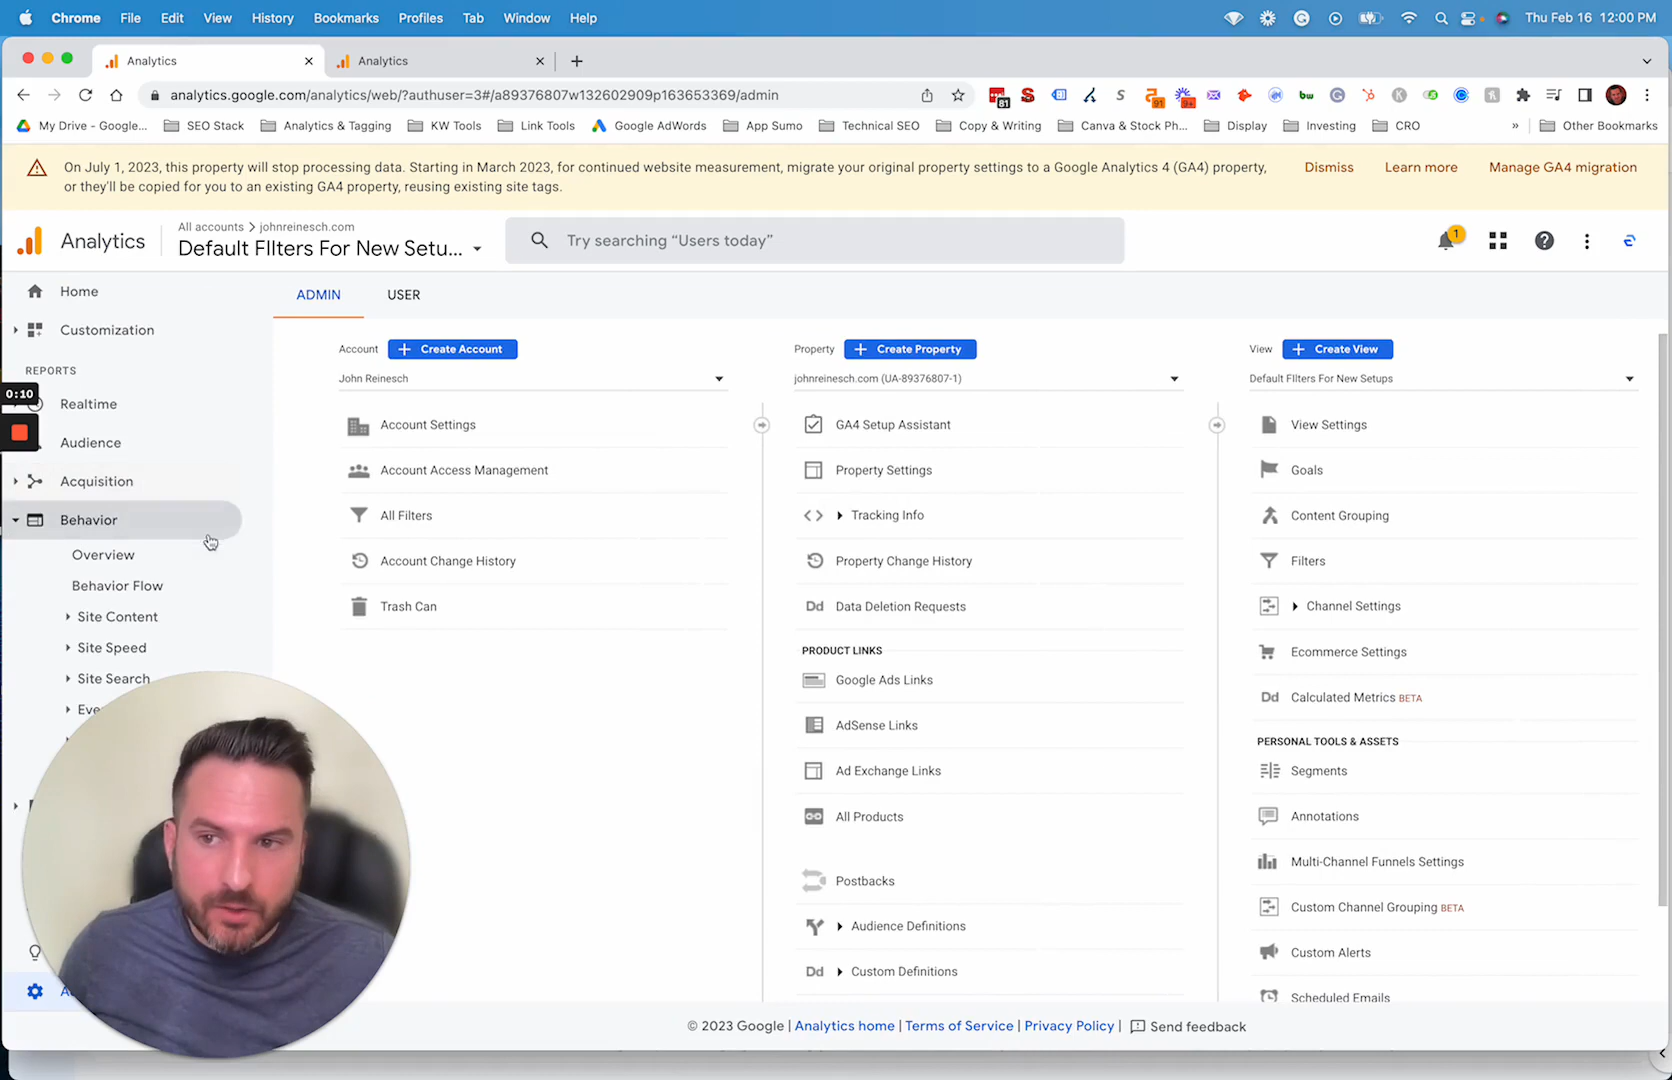 Chrome File Edit View History Bookmarks Profiles Tab Window Help Thu Feb 16 12:00 PM
Analytics
Analytics
analytics.google.com/analytics/web/?authuser=3#/a89376807w132602909p163653369/admin
My Drive - Google... SEO Stack Analytics & Tagging KW Tools Link Tools Google AdWords App Sumo Technical SEO Copy & Writing Canva & Stock Ph... Display Investing CRO » Other Bookmarks
On July 1, 2023, this property will stop processing data. Starting in March 2023, for continued website measurement, migrate your original property settings to a Google Analytics 4 (GA4) property,
or they'll be copied for you to an existing GA4 property, reusing existing site tags.
Dismiss Learn more Manage GA4 migration
Analytics
All accounts > johnreinesch.com
Default FIlters For New Setu...
Try searching “Users today”
1
Home
Customization
REPORTS
0:10
Realtime
Audience
Acquisition
Behavior
Overview
Behavior Flow
Site Content
Site Speed
Site Search
ADMIN USER
Account + Create Account
John Reinesch
Account Settings
Account Access Management
All Filters
Account Change History
Trash Can
Property + Create Property
johnreinesch.com (UA-89376807-1)
GA4 Setup Assistant
Property Settings
Tracking Info
Property Change History
Dd Data Deletion Requests
PRODUCT LINKS
Google Ads Links
AdSense Links
Ad Exchange Links
All Products
Postbacks
Audience Definitions
Dd Custom Definitions
View + Create View
Default FIlters For New Setups
View Settings
Goals
Content Grouping
Filters
Channel Settings
Ecommerce Settings
Dd Calculated Metrics BETA
PERSONAL TOOLS & ASSETS
Segments
Annotations
Multi-Channel Funnels Settings
Custom Channel Grouping BETA
Custom Alerts
Scheduled Emails
© 2023 Google | Analytics home | Terms of Service | Privacy Policy | Send feedback